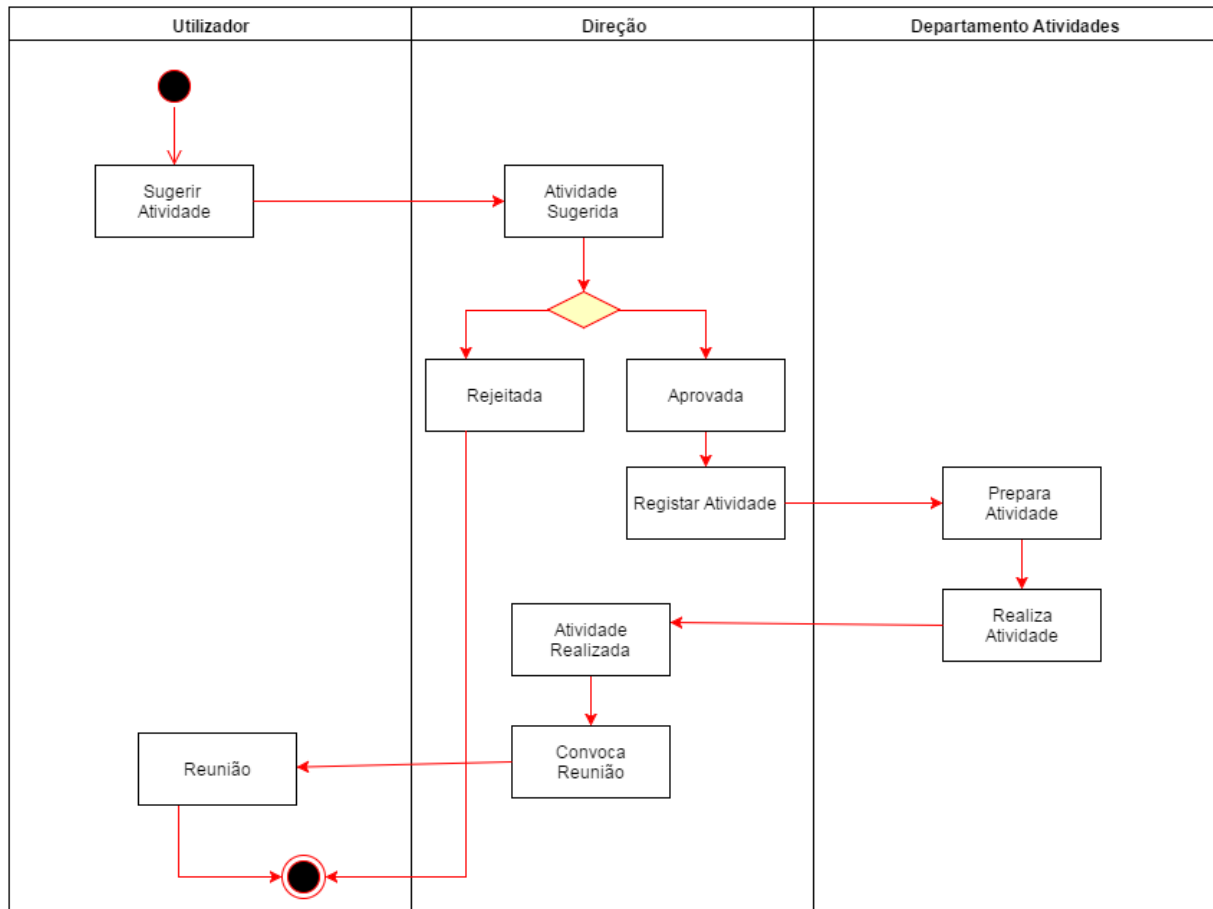 Utilizador
Direção
Departamento Atividades
Sugerir
Atividade
Atividade
Sugerida
Rejeitada
Aprovada
Registar Atividade
Prepara
Atividade
Realiza
Atividade
Atividade
Realizada
Convoca
Reunião
Reunião